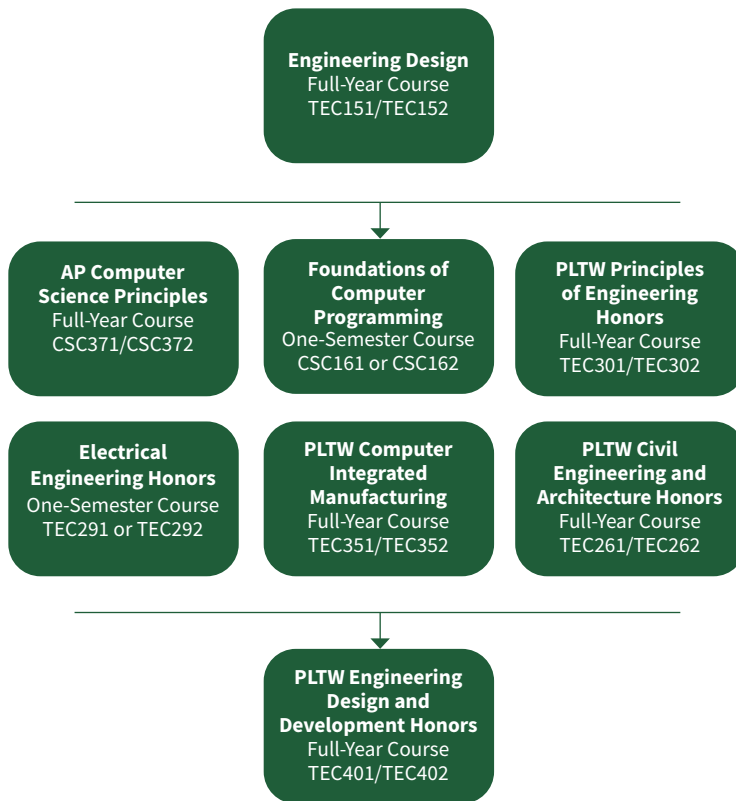 Engineering Design
Full-Year Course
TEC151/TEC152
AP Computer
Science Principles
Full-Year Course
CSC371/CSC372
Foundations of
Computer
Programming
One-Semester Course
CSC161 or CSC162
PLTW Principles
of Engineering
Honors
Full-Year Course
TEC301/TEC302
Electrical
Engineering Honors
One-Semester Course
TEC291 or TEC292
PLTW Computer
Integrated
Manufacturing
Full-Year Course
TEC351/TEC352
PLTW Civil
Engineering and
Architecture Honors
Full-Year Course
TEC261/TEC262
PLTW Engineering
Design and
Development Honors
Full-Year Course
TEC401/TEC402